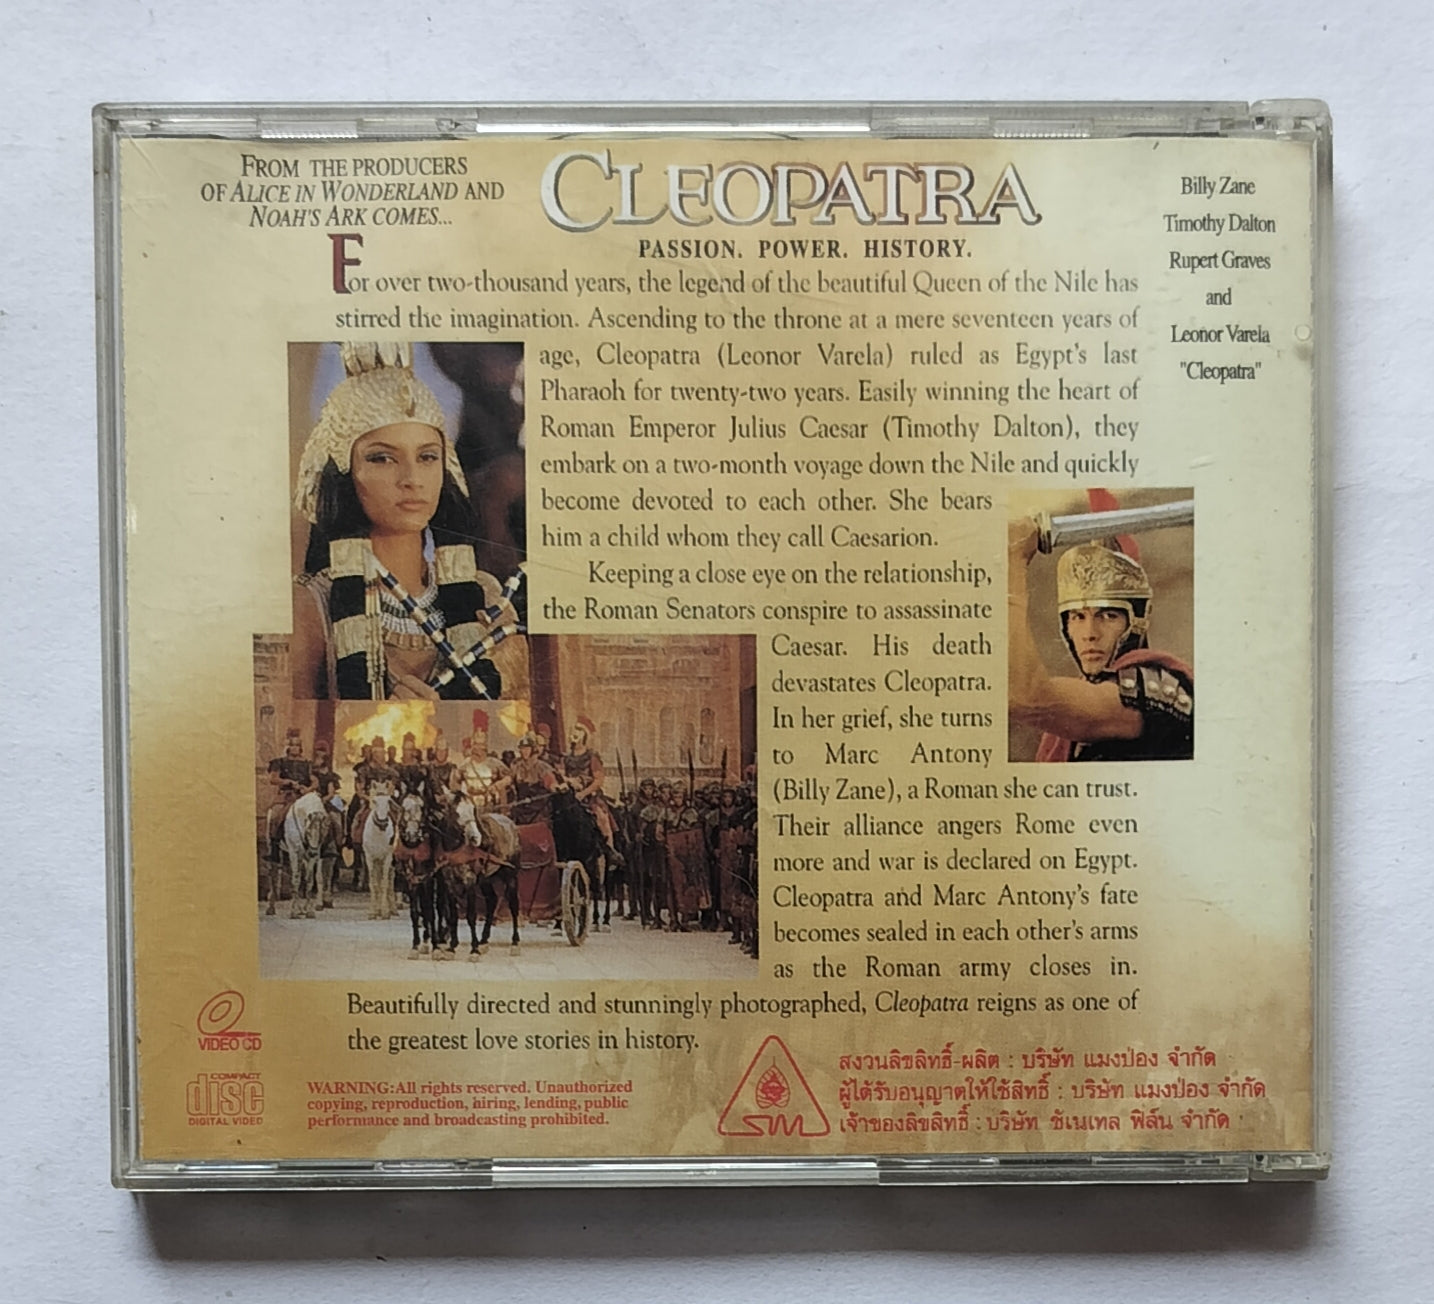 FROM THE PRODUCERS
OF ALICE IN WONDERLAND AND
NOAH'S ARK COMES...
CLEOPATRA
PASSION. POWER. HISTORY.
Billy Zane
Timothy Dalton
Rupert Graves
and
Leonor Varela
"Cleopatra"
For over two-thousand years, the legend of the beautiful Queen of the Nile has
stirred the imagination. Ascending to the throne at a mere seventeen years of
age, Cleopatra (Leonor Varela) ruled as Egypt's last
Pharaoh for twenty-two years. Easily winning the heart of
Roman Emperor Julius Caesar (Timothy Dalton), they
embark on a two-month voyage down the Nile and quickly
become devoted to each other. She bears
him a child whom they call Caesarion.
Keeping a close eye on the relationship,
the Roman Senators conspire to assassinate
Caesar. His death
devastates Cleopatra.
In her grief, she turns
to Marc Antony
(Billy Zane), a Roman she can trust.
Their alliance angers Rome even
more and war is declared on Egypt.
Cleopatra and Marc Antony's fate
becomes sealed in each other's arms
as the Roman army closes in.
Beautifully directed and stunningly photographed, Cleopatra reigns as one of
the greatest love stories in history.
VIDEO CD
COMPACT
disc
DIGITAL VIDEO
WARNING:All rights reserved. Unauthorized
copying, reproduction, hiring, lending, public
performance and broadcasting prohibited.
SM
สงวนลิขลิทธิ์-ผลิต : บริษัท แมงป่อง จำกัด
ผู้ได้รับอนุญาตให้ใช้สิทธิ์ : บริษัท แมงป่อง จำกัด
เจ้าของลิขสิทธิ์ : บริษัท ซันเทล ฟิล์น จำกัด